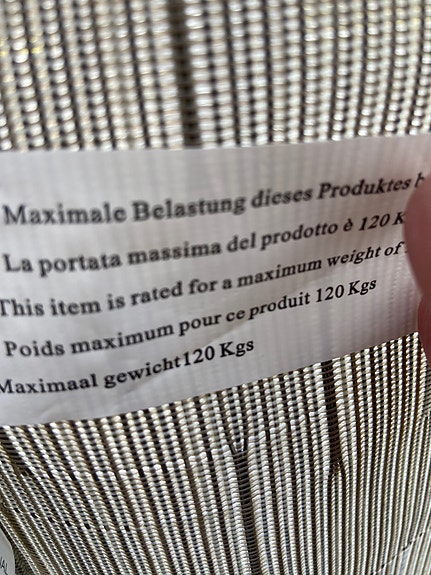 Maximale Belastung dieses Produktes
La portata massima del prodotto è 120
This item is rated for a maximum weight of
Poids maximum pour ce produit 120 Kgs
Maximaal gewicht120 Kgs